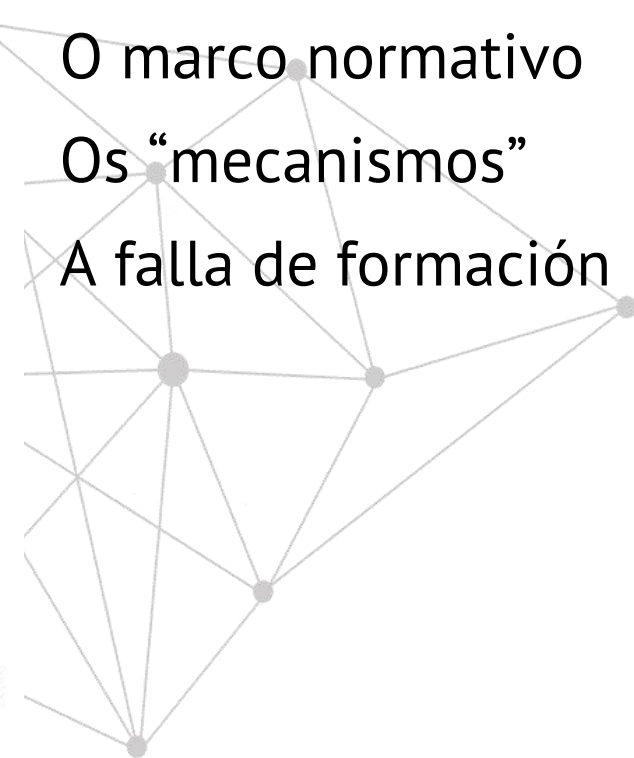 O marco normativo
Os “mecanismos”
A falla de formación